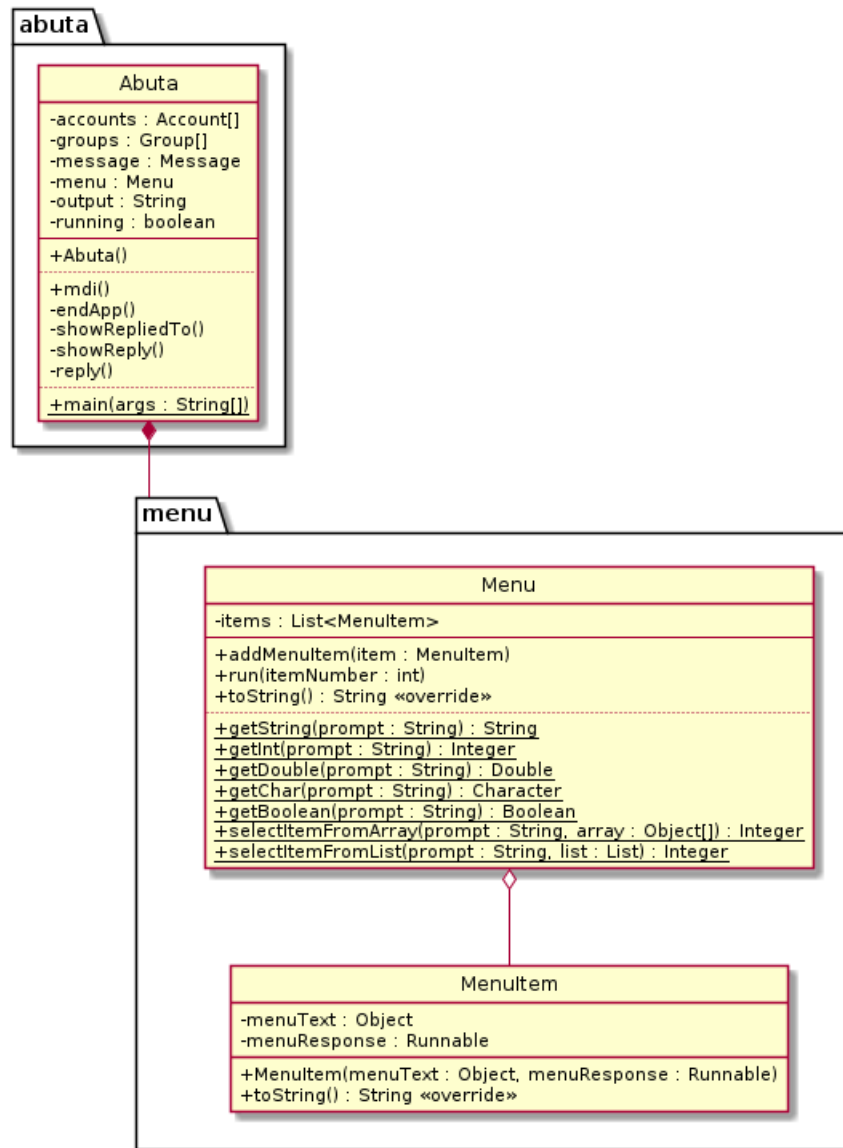 abuta
Abuta
-accounts : Account[]
-groups : Group[]
-message : Message
-menu : Menu
-output : String
-running : boolean
+Abuta()
+mdi()
-endApp()
-showRepliedTo()
-showReply()
-reply()
+main(args : String[])
menu
Menu
-items : List<MenuItem>
+addMenuItem(item : MenuItem)
+run(itemNumber : int)
+toString() : String «override»
+getString(prompt : String) : String
+getInt(prompt : String) : Integer
+getDouble(prompt : String) : Double
+getChar(prompt : String) : Character
+getBoolean(prompt : String) : Boolean
+selectItemFromArray(prompt : String, array : Object[]) : Integer
+selectItemFromList(prompt : String, list : List) : Integer
MenuItem
-menuText : Object
-menuResponse : Runnable
+MenuItem(menuText : Object, menuResponse : Runnable)
+toString() : String «override»